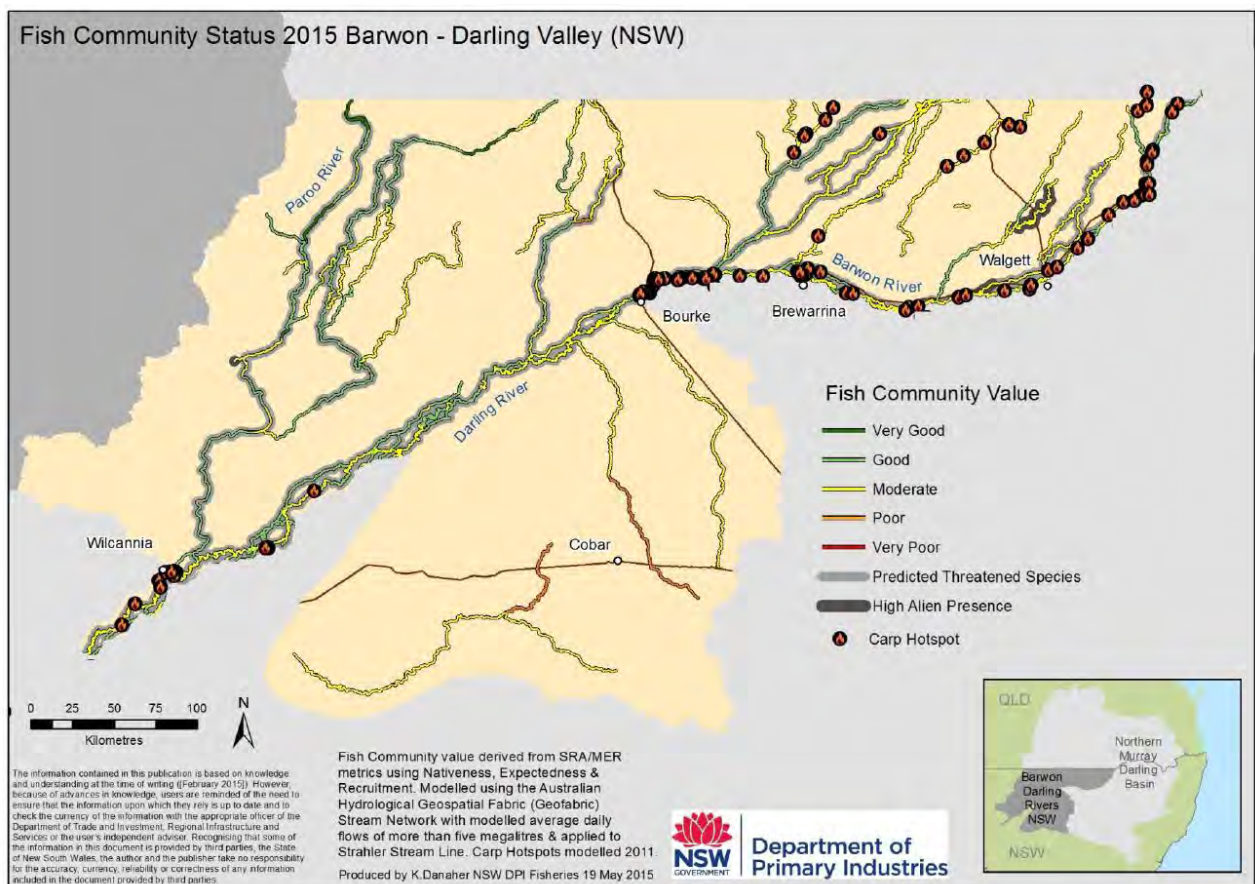 Fish Community Status 2015 Barwon - Darling Valley (NSW)
Paroo River
Barwon River
Walgett
Bourke
Brewarrina
Darling River
Wilcannia
Cobar
Fish Community Value
Very Good
Good
Moderate
Poor
Very Poor
Predicted Threatened Species
High Alien Presence
Carp Hotspot
0 25 50 75 100
Kilometres
N
The information contained in this publication is based on knowledge
and understanding at the time of writing ([February 2015]). However,
because of advances in knowledge, users are reminded of the need to
ensure that the information upon which they rely is up to date and to
check the currency of the information with the appropriate officer of the
Department of Trade and Investment, Regional Infrastructure and
Services or the user's independent adviser. Recognising that some of
the information in this document is provided by third parties, the State
of New South Wales, the author and the publisher take no responsibility
for the accuracy, currency, reliability or correctness of any information
included in the document provided by third parties.
Fish Community value derived from SRA/MER
metrics using Nativeness, Expectedness &
Recruitment. Modelled using the Australian
Hydrological Geospatial Fabric (Geofabric)
Stream Network with modelled average daily
flows of more than five megalitres & applied to
Strahler Stream Line. Carp Hotspots modelled 2011.
Produced by K.Danaher NSW DPI Fisheries 19 May 2015
NSW
GOVERNMENT
Department of
Primary Industries
QLD
Northern
Murray
Darling
Basin
Barwon
Darling
Rivers
NSW
NSW